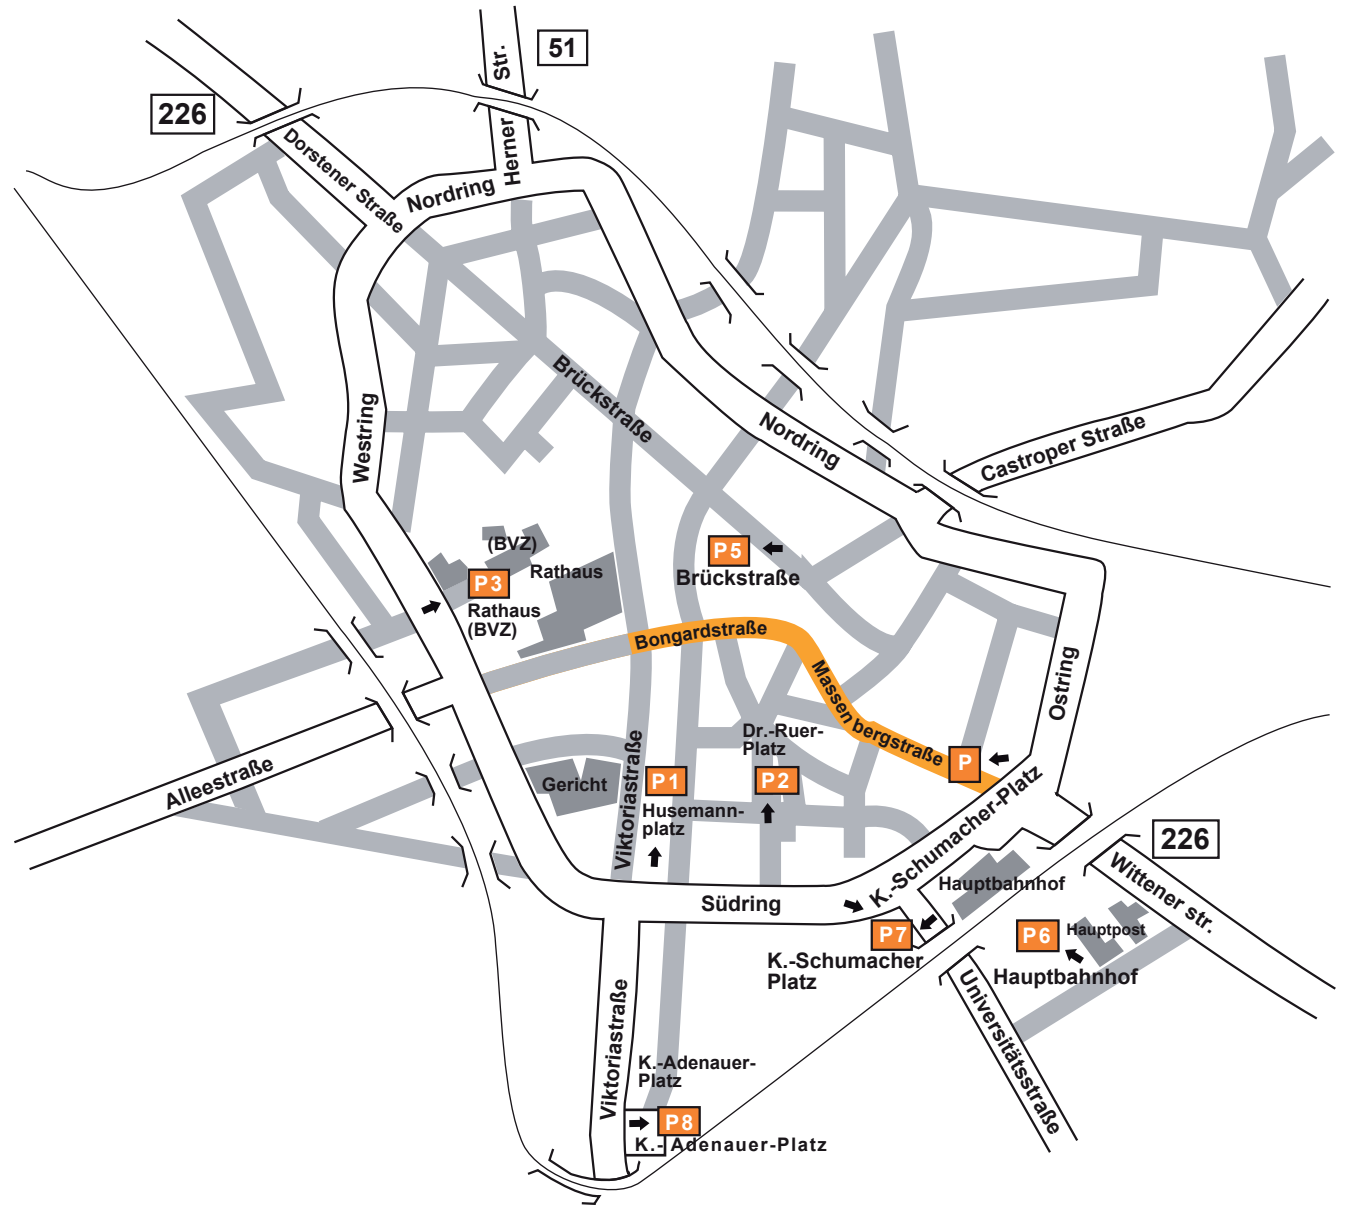 51
Str.
Herner
226
Dorstener Straße
Nordring
Brückstraße
Westring
Nordring
Castroper Straße
(BVZ)
Rathaus
P3
Rathaus
(BVZ)
P5
Brückstraße
Bongardstraße
Massenbergstraße
Ostring
Dr.-Ruer-
Platz
P
Alleestraße
Gericht
Viktoriastraße
P1
Husemann-
platz
P2
K.-Schumacher-Platz
226
Wittener str.
Hauptbahnhof
Südring
P7
K.-Schumacher
Platz
P6
Hauptpost
Hauptbahnhof
Universitätsstraße
Viktoriastraße
K.-Adenauer-
Platz
P8
K.- Adenauer-Platz